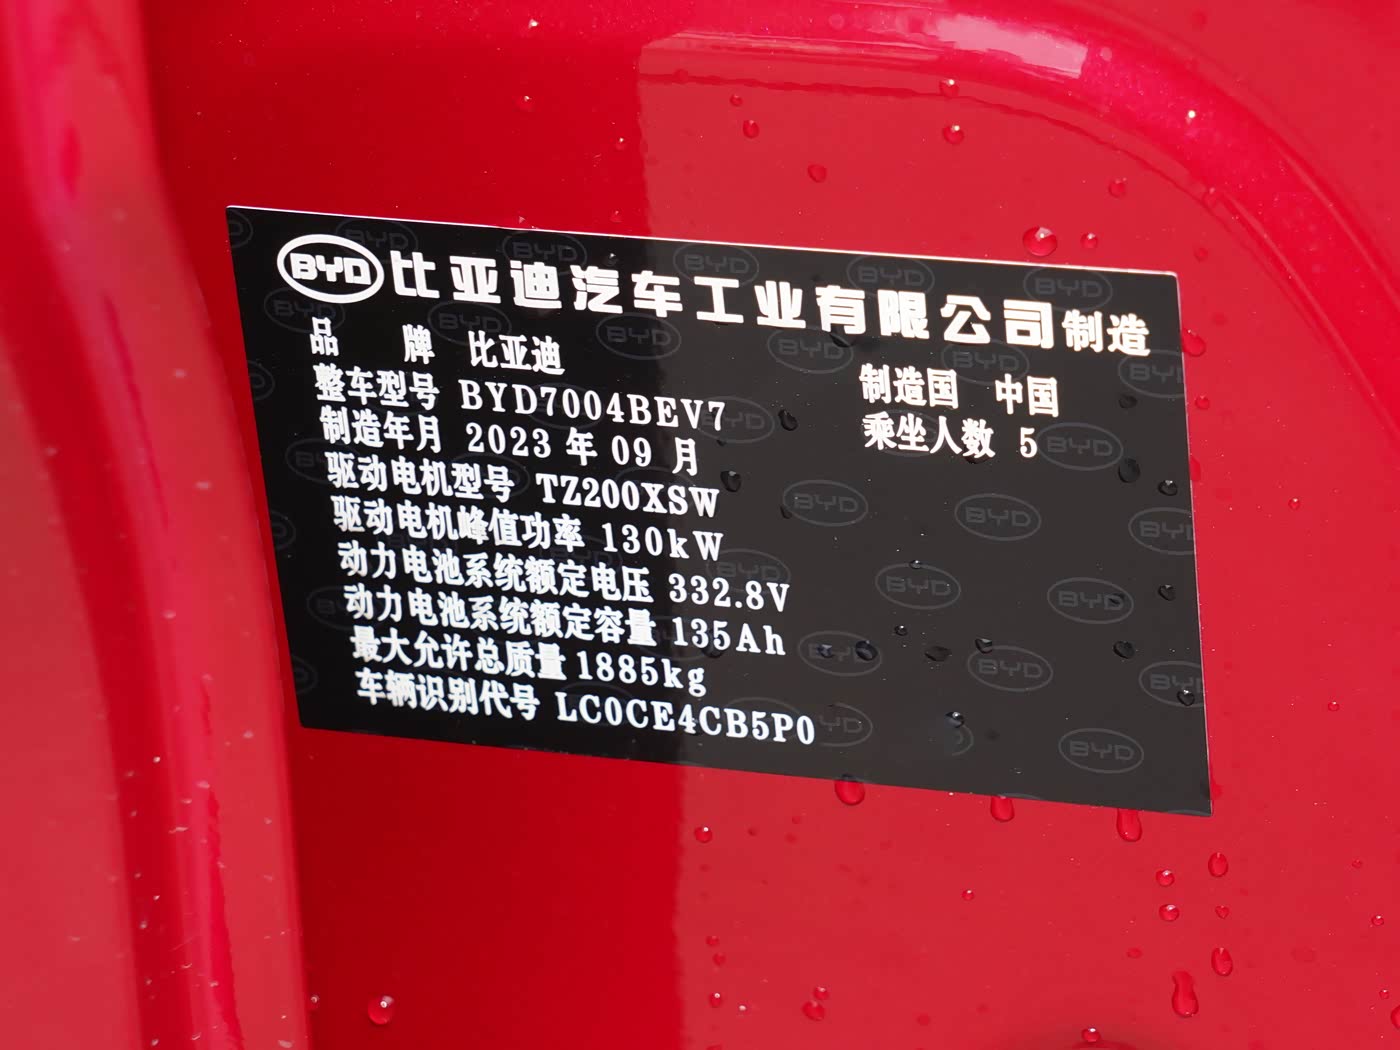 BYD 比亚迪汽车工业有限公司制造
品 牌 比亚迪
制造国 中国
整车型号 BYD7004BEV7
乘坐人数 5
制造年月 2023 年 09 月
驱动电机型号 TZ200XSW
驱动电机峰值功率 130kW
动力电池系统额定电压 332.8V
动力电池系统额定容量 135Ah
最大允许总质量 1885kg
车辆识别代号 LC0CE4CB5P0